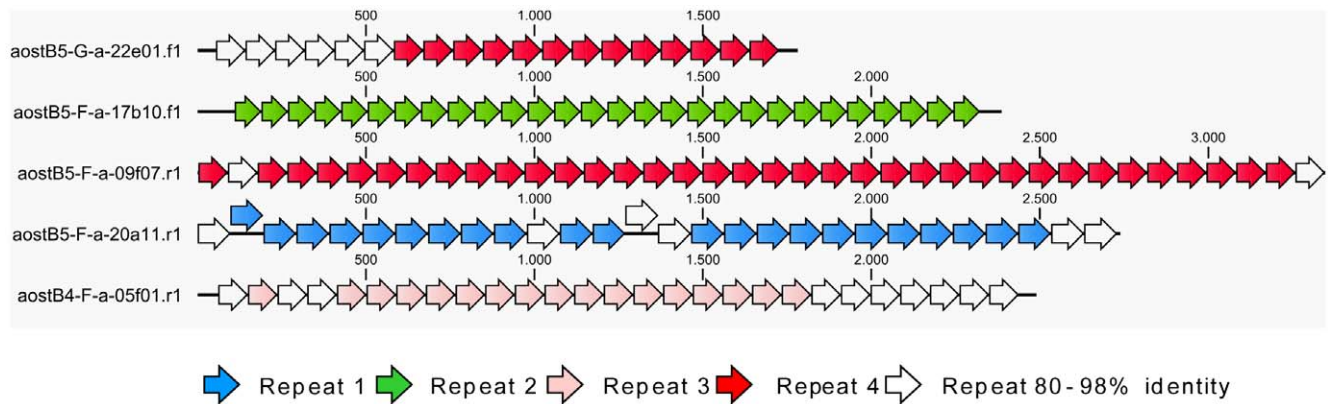 500 1.000 1.500
aostB5-G-a-22e01.f1
500 1.000 1.500 2.000
aostB5-F-a-17b10.f1
500 1.000 1.500 2.000 2.500 3.000
aostB5-F-a-09f07.r1
500 1.000 1.500 2.000 2.500
aostB5-F-a-20a11.r1
500 1.000 1.500 2.000
aostB4-F-a-05f01.r1
Repeat 1 Repeat 2 Repeat 3 Repeat 4 Repeat 80-98% identity